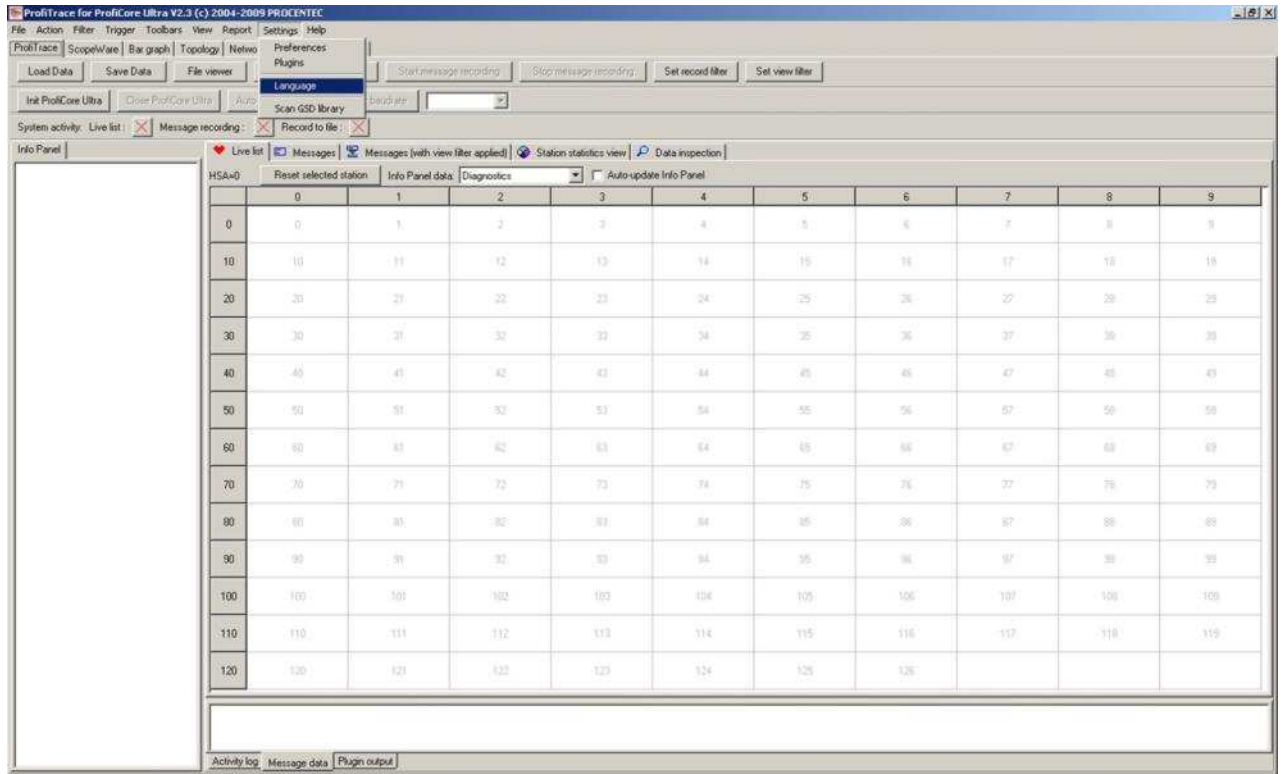 ProfiTrace for ProfiCore Ultra V2.3 (c) 2004-2009 PROCENTEC
File Action Filter Trigger Toolbars View Report Settings Help
ProfiTrace ScopeWare Bar graph Topology Netwo
Preferences
Plugins
Language
Scan GSD library
Load Data Save Data File viewer Start message recording Stop message recording Set record filter Set view filter
Init ProfiCore Ultra Close ProfiCore Ultra Auto baudrate
System activity: Live list : Message recording : Record to file :
Info Panel
Live list Messages Messages (with view filter applied) Station statistics view Data inspection
HSA=0 Reset selected station Info Panel data: Diagnostics Auto-update Info Panel
0 1 2 3 4 5 6 7 8 9
0 0 1 2 3 4 5 6 7 8 9
10 10 11 12 13 14 15 16 17 18 19
20 20 21 22 23 24 25 26 27 28 29
30 30 31 32 33 34 35 36 37 38 39
40 40 41 42 43 44 45 46 47 48 49
50 50 51 52 53 54 55 56 57 58 59
60 60 61 62 63 64 65 66 67 68 69
70 70 71 72 73 74 75 76 77 78 79
80 80 81 82 83 84 85 86 87 88 89
90 90 91 92 93 94 95 96 97 98 99
100 100 101 102 103 104 105 106 107 108 109
110 110 111 112 113 114 115 116 117 118 119
120 120 121 122 123 124 125 126
Activity log Message data Plugin output